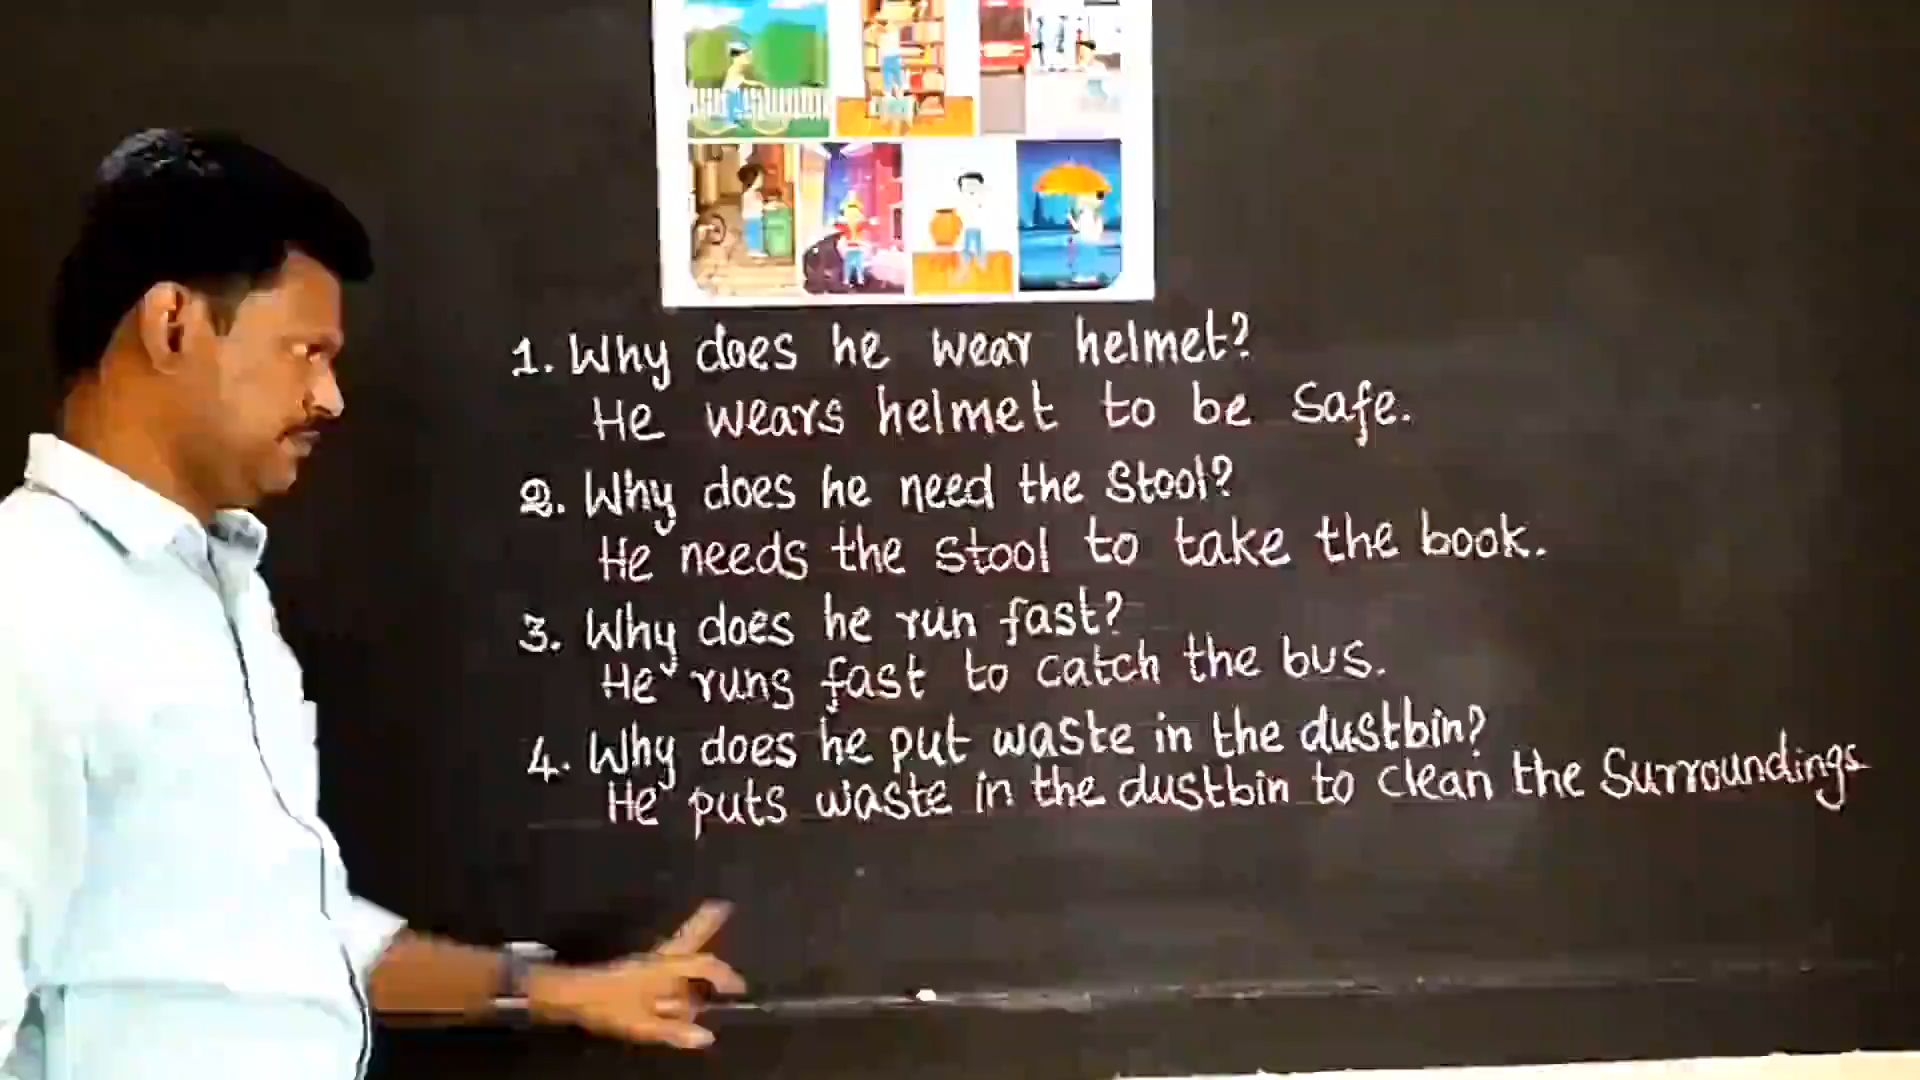 1. Why does he wear helmet?
He wears helmet to be Safe.
2. Why does he need the Stool?
He needs the Stool to take the book.
3. Why does he run fast?
He runs fast to catch the bus.
4. Why does he put waste in the dustbin?
He puts waste in the dustbin to clean the Surroundings